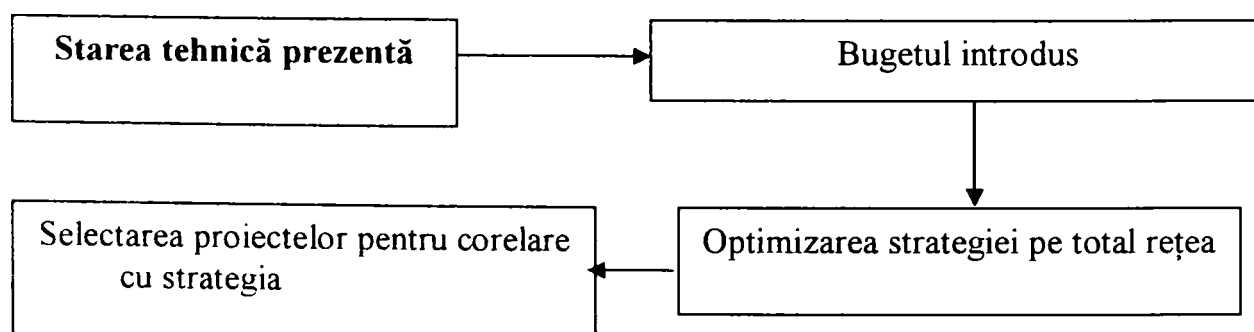 Starea tehnică prezentă
Bugetul introdus
Optimizarea strategiei pe total rețea
Selectarea proiectelor pentru corelare
cu strategia